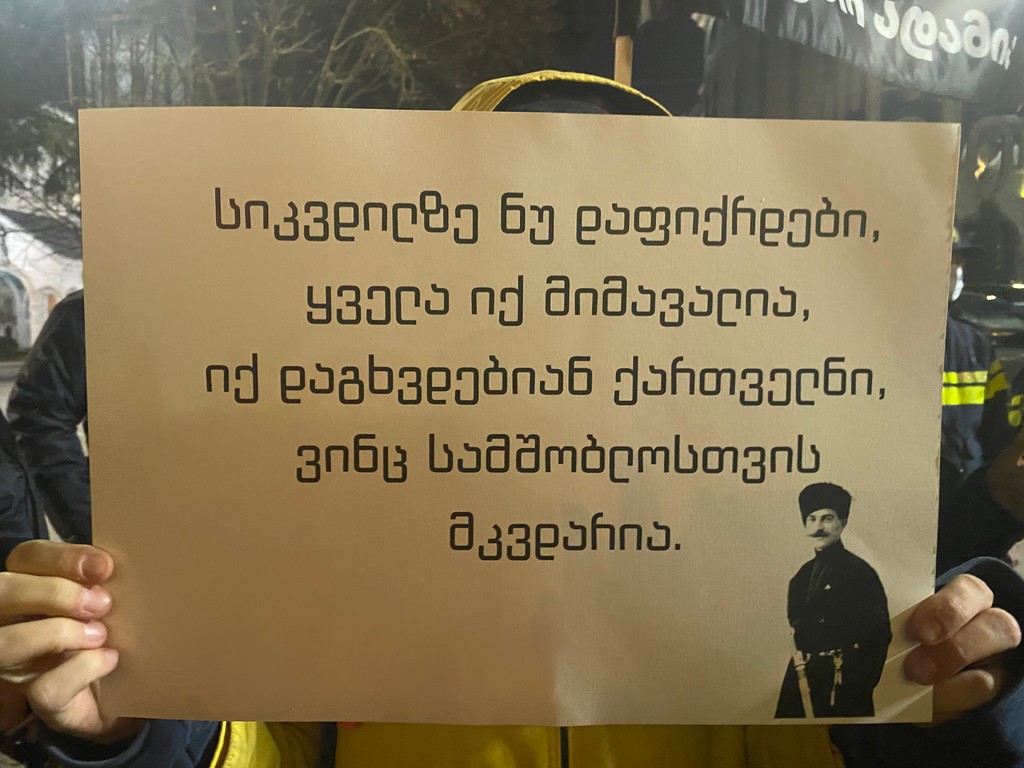 სიკვდილზე ნუ დაფიქრდები,
ყველა იქ მიმავალია,
იქ დაგხვდებიან ქართველნი,
ვინც სამშობლოსთვის
მკვდარია.